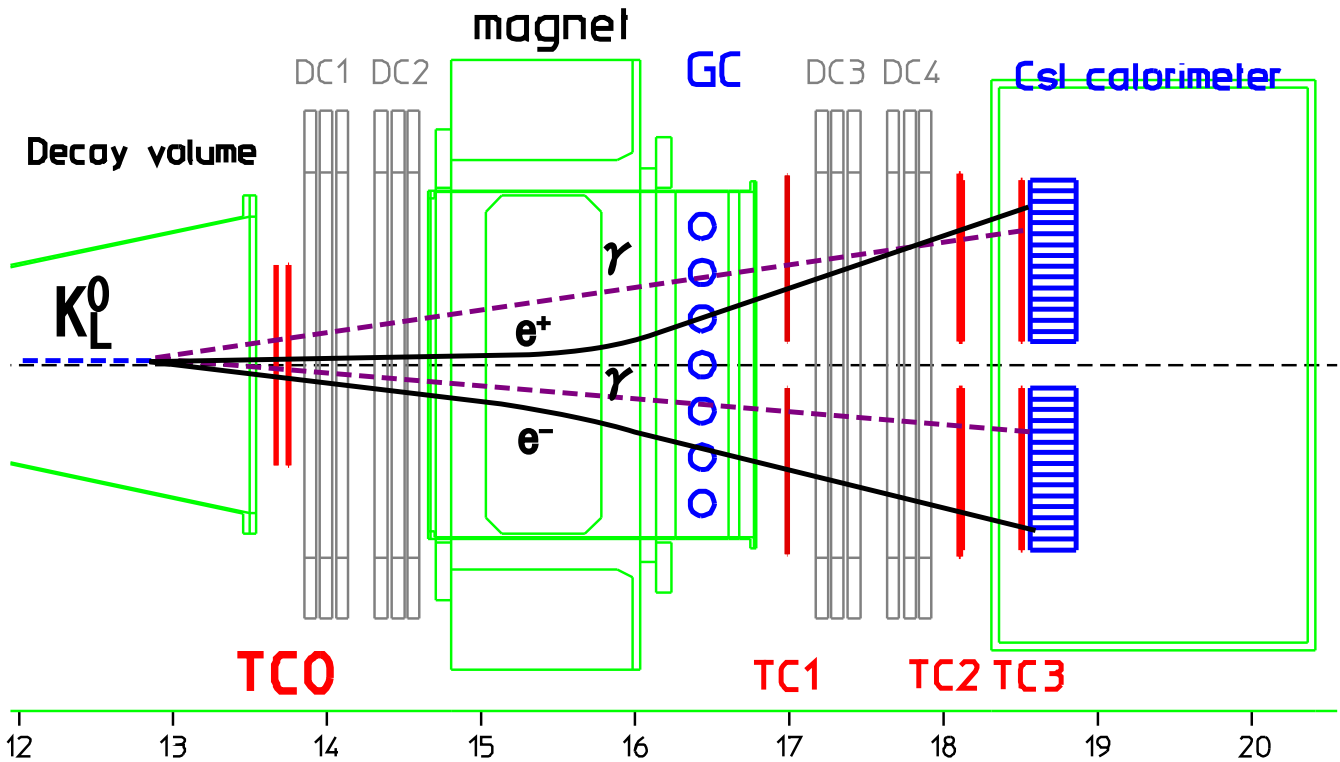 magnet
DC1 DC2 GC DC3 DC4 CsI calorimeter
Decay volume
γ
K⁰L
e⁺
γ
e⁻
TC0 TC1 TC2 TC3
12 13 14 15 16 17 18 19 20